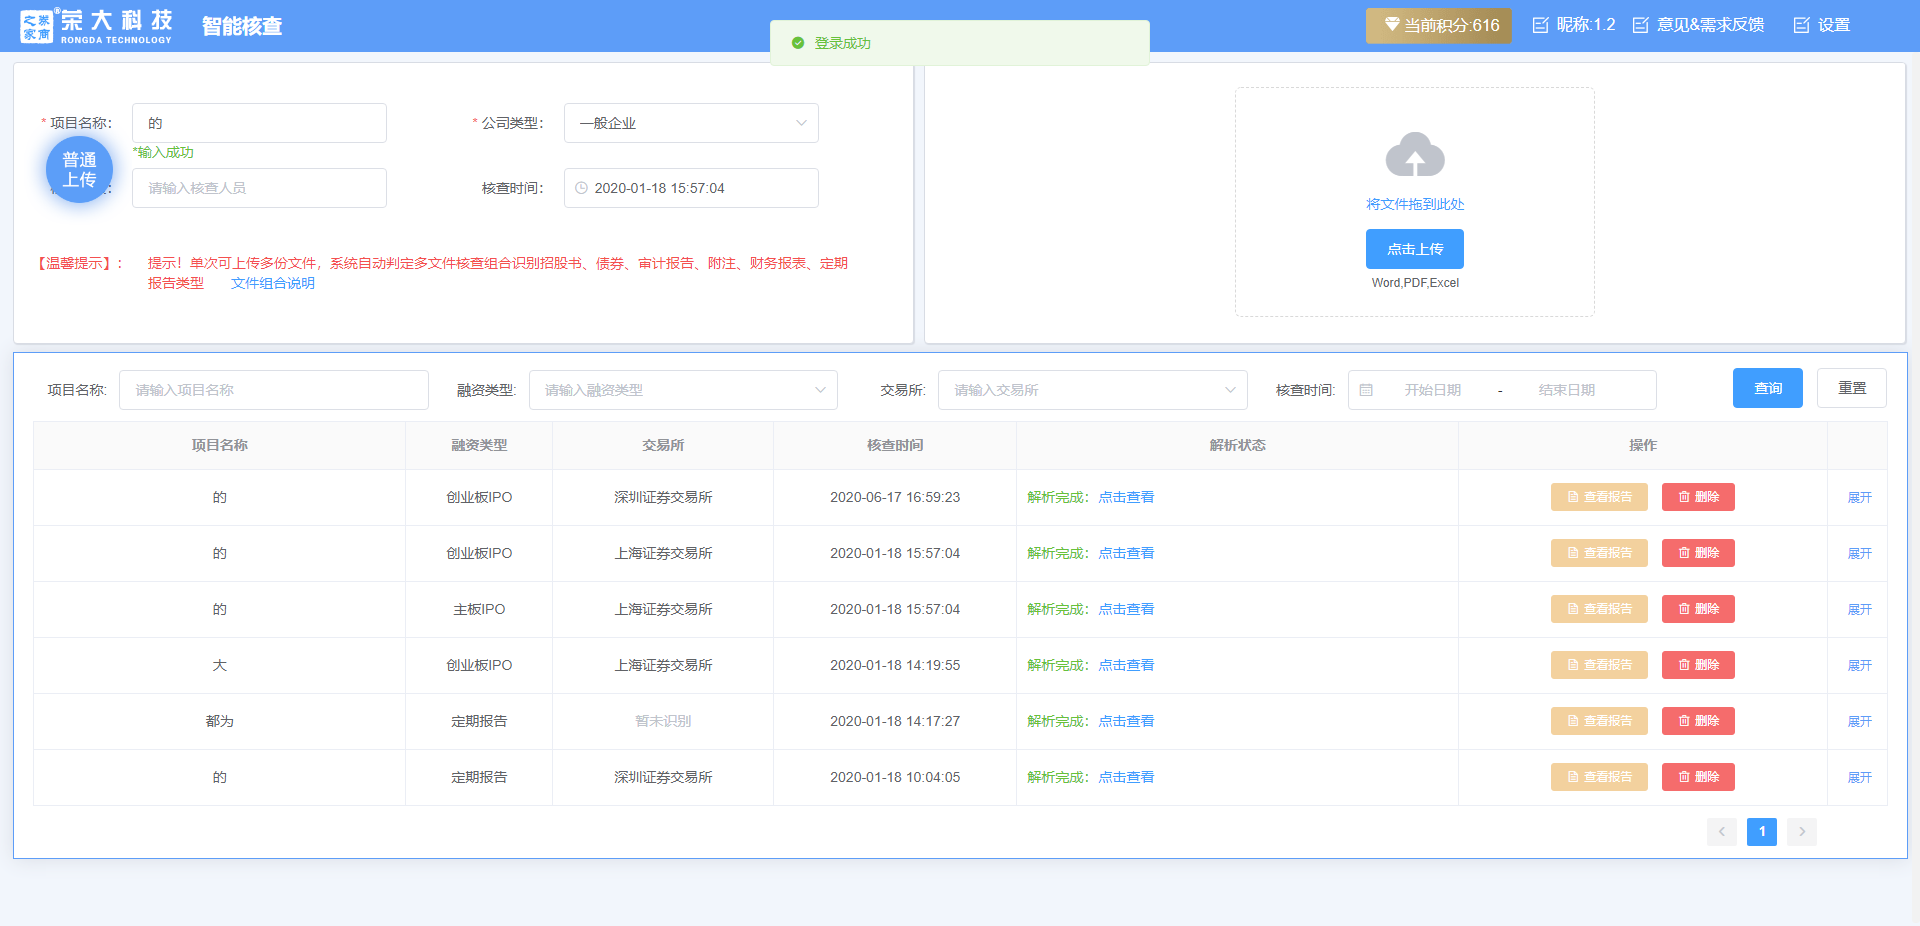 荣大科技
RONGDA TECHNOLOGY
智能核查
登录成功
当前积分:616
昵称:1.2
意见&需求反馈
设置
*项目名称: 的
*公司类型: 一般企业
*输入成功
普通
上传
请输入核查人员
核查时间: 2020-01-18 15:57:04
【温馨提示】: 提示！单次可上传多份文件，系统自动判定多文件核查组合识别招股书、债券、审计报告、附注、财务报表、定期
报告类型 文件组合说明
将文件拖到此处
点击上传
Word,PDF,Excel
项目名称: 请输入项目名称 融资类型: 请输入融资类型 交易所: 请输入交易所 核查时间: 开始日期 - 结束日期 查询 重置
项目名称 融资类型 交易所 核查时间 解析状态 操作
的 创业板IPO 深圳证券交易所 2020-06-17 16:59:23 解析完成：点击查看 查看报告 删除 展开
的 创业板IPO 上海证券交易所 2020-01-18 15:57:04 解析完成：点击查看 查看报告 删除 展开
的 主板IPO 上海证券交易所 2020-01-18 15:57:04 解析完成：点击查看 查看报告 删除 展开
大 创业板IPO 上海证券交易所 2020-01-18 14:19:55 解析完成：点击查看 查看报告 删除 展开
都为 定期报告 暂未识别 2020-01-18 14:17:27 解析完成：点击查看 查看报告 删除 展开
的 定期报告 深圳证券交易所 2020-01-18 10:04:05 解析完成：点击查看 查看报告 删除 展开
1